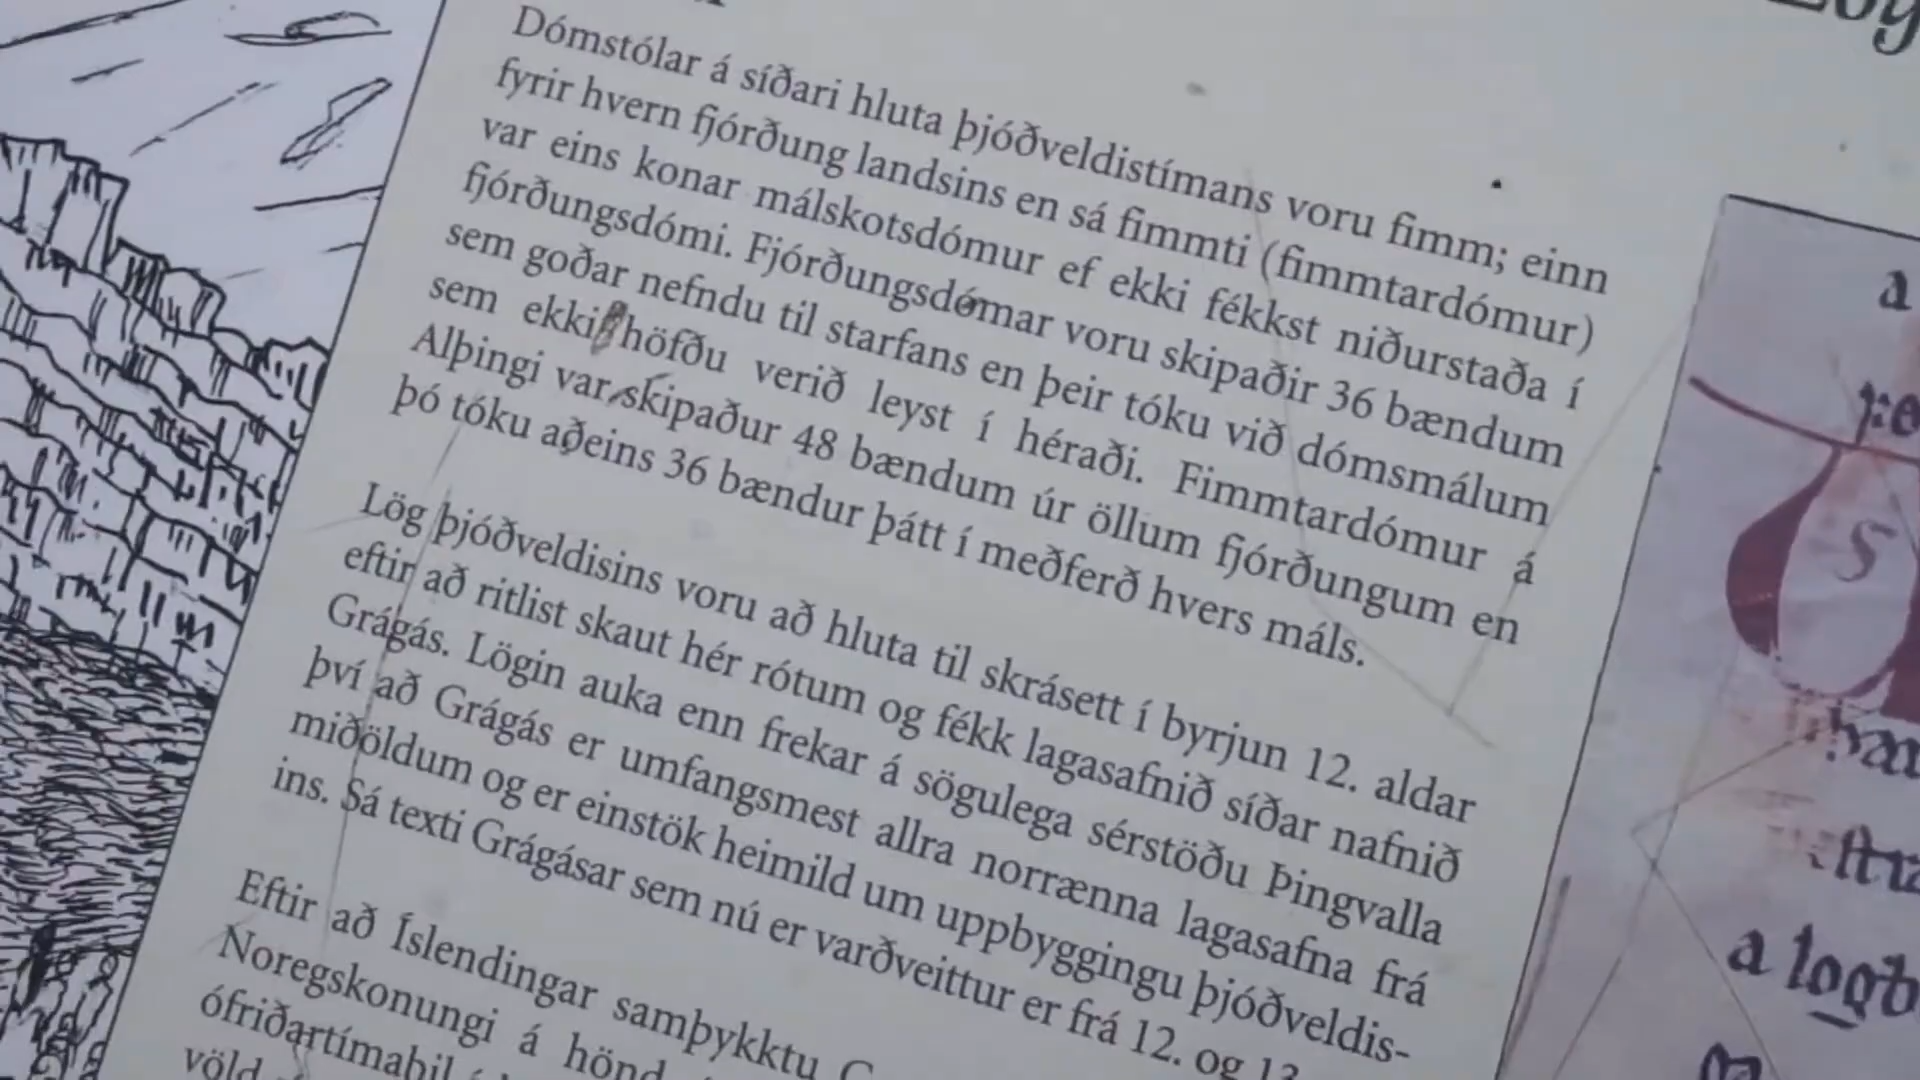 Dómstólar á síðari hluta þjóðveldistímans voru fimm; einn
fyrir hvern fjórðung landsins en sá fimmti (fimmtardómur)
var eins konar málskotsdómur ef ekki fékkst niðurstaða í
fjórðungsdómi. Fjórðungsdómar voru skipaðir 36 bændum
sem goðar nefndu til starfans en þeir tóku við dómsmálum
sem ekki höfðu verið leyst í héraði. Fimmtardómur á
Alþingi var skipaður 48 bændum úr öllum fjórðungum en
þó tóku aðeins 36 bændur þátt í meðferð hvers máls.
Lög þjóðveldisins voru að hluta til skrásett í byrjun 12. aldar
eftir að ritlist skaut hér rótum og fékk lagasafnið síðar nafnið
Grágás. Lögin auka enn frekar á sögulega sérstöðu Þingvalla
því að Grágás er umfangsmest allra norrænna lagasafna frá
miðöldum og er einstök heimild um uppbyggingu þjóðveldis-
ins. Sá texti Grágásar sem nú er varðveittur er frá 12. og 13
Eftir að Íslendingar samþykktu
Noregskonungi á hönd
ófriðartímabil
völd
a
a